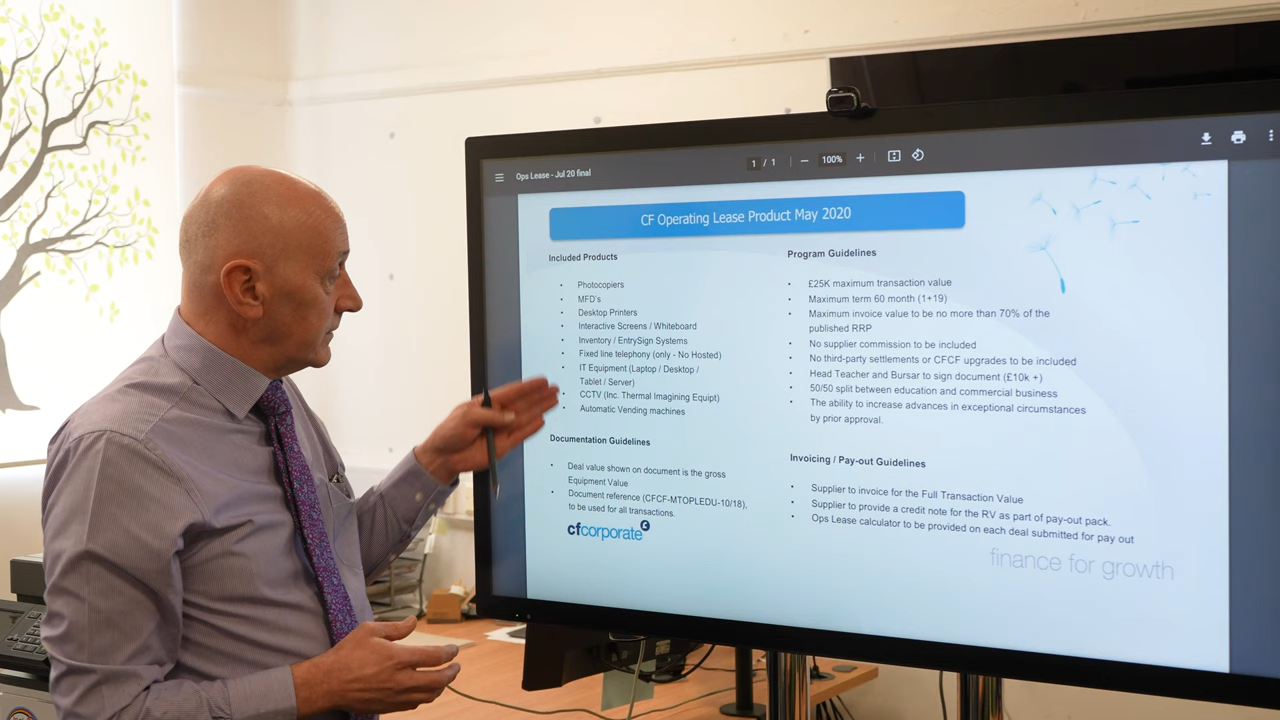 Ops Lease - Jul 20 final
1 / 1
100%
CF Operating Lease Product May 2020
Included Products
• Photocopiers
• MFD's
• Desktop Printers
• Interactive Screens / Whiteboard
• Inventory / EntrySign Systems
• Fixed line telephony (only - No Hosted)
• IT Equipment (Laptop / Desktop /
Tablet / Server)
• CCTV (Inc. Thermal Imagining Equipt)
• Automatic Vending machines
Documentation Guidelines
• Deal value shown on document is the gross
Equipment Value
• Document reference (CFCF-MTOPLEDU-10/18),
to be used for all transactions.
cfcorporate
Program Guidelines
• £25K maximum transaction value
• Maximum term 60 month (1+19)
• Maximum invoice value to be no more than 70% of the
published RRP
• No supplier commission to be included
• No third-party settlements or CFCF upgrades to be included
• Head Teacher and Bursar to sign document (£10k +)
• 50/50 split between education and commercial business
• The ability to increase advances in exceptional circumstances
by prior approval.
Invoicing / Pay-out Guidelines
• Supplier to invoice for the Full Transaction Value
• Supplier to provide a credit note for the RV as part of pay-out pack.
• Ops Lease calculator to be provided on each deal submitted for pay out
finance for growth